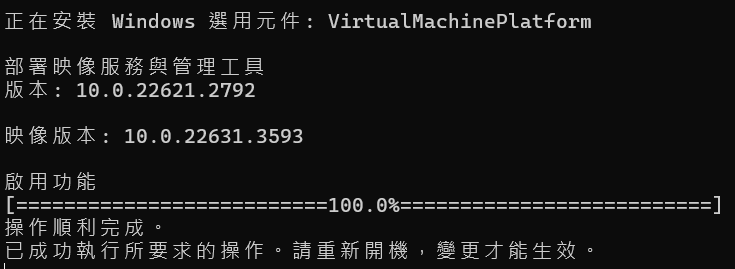 正在安裝 Windows 選用元件: VirtualMachinePlatform
部署映像服務與管理工具
版本: 10.0.22621.2792
映像版本: 10.0.22631.3593
啟用功能
[==========================100.0%==========================]
操作順利完成。
已成功執行所要求的操作。請重新開機，變更才能生效。